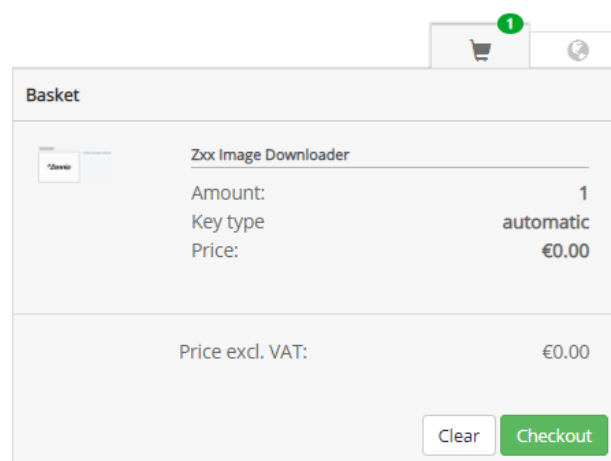 1
Basket
Zxx Image Downloader
Amount: 1
Key type automatic
Price: €0.00
Price excl. VAT: €0.00
Clear Checkout